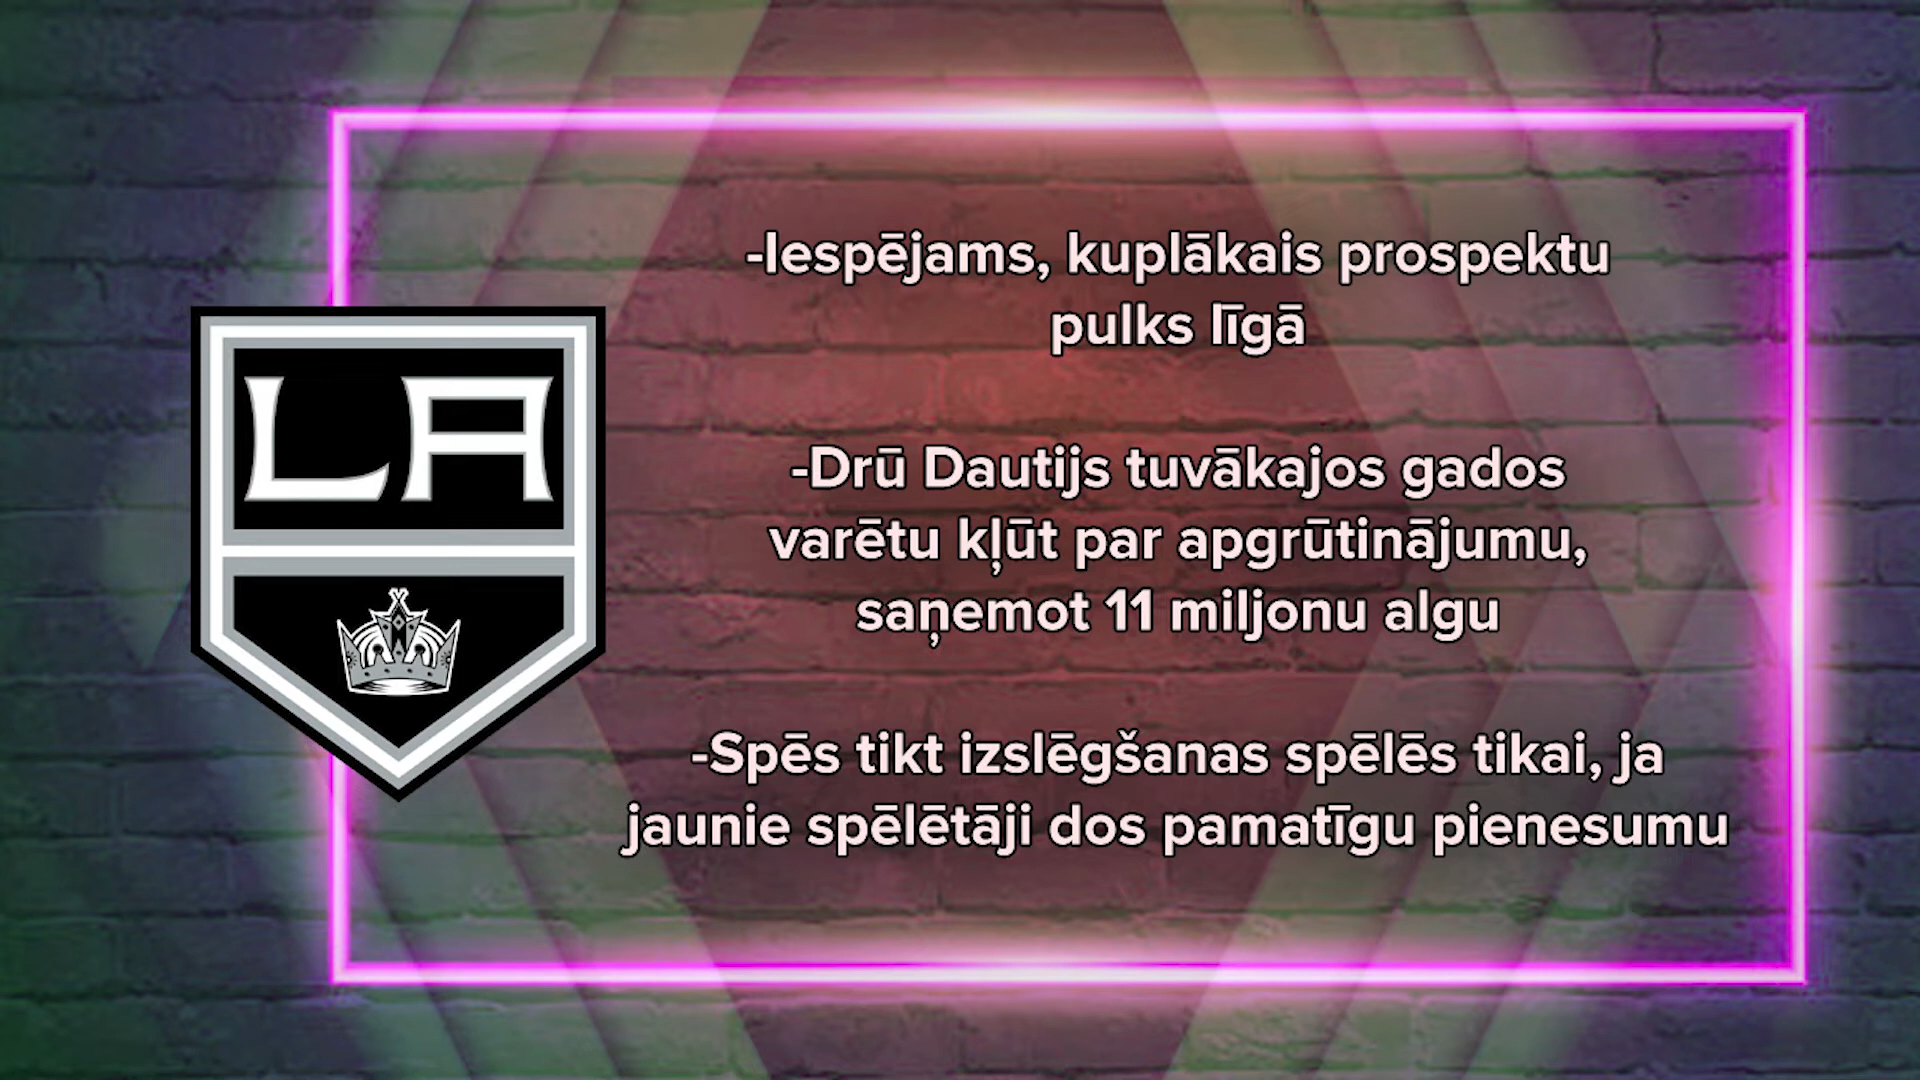 LA
-Iespējams, kuplākais prospektu
pulks līgā
-Drū Dautijs tuvākajos gados
varētu kļūt par apgrūtinājumu,
saņemot 11 miljonu algu
-Spēs tikt izslēgšanas spēlēs tikai, ja
jaunie spēlētāji dos pamatīgu pienesumu